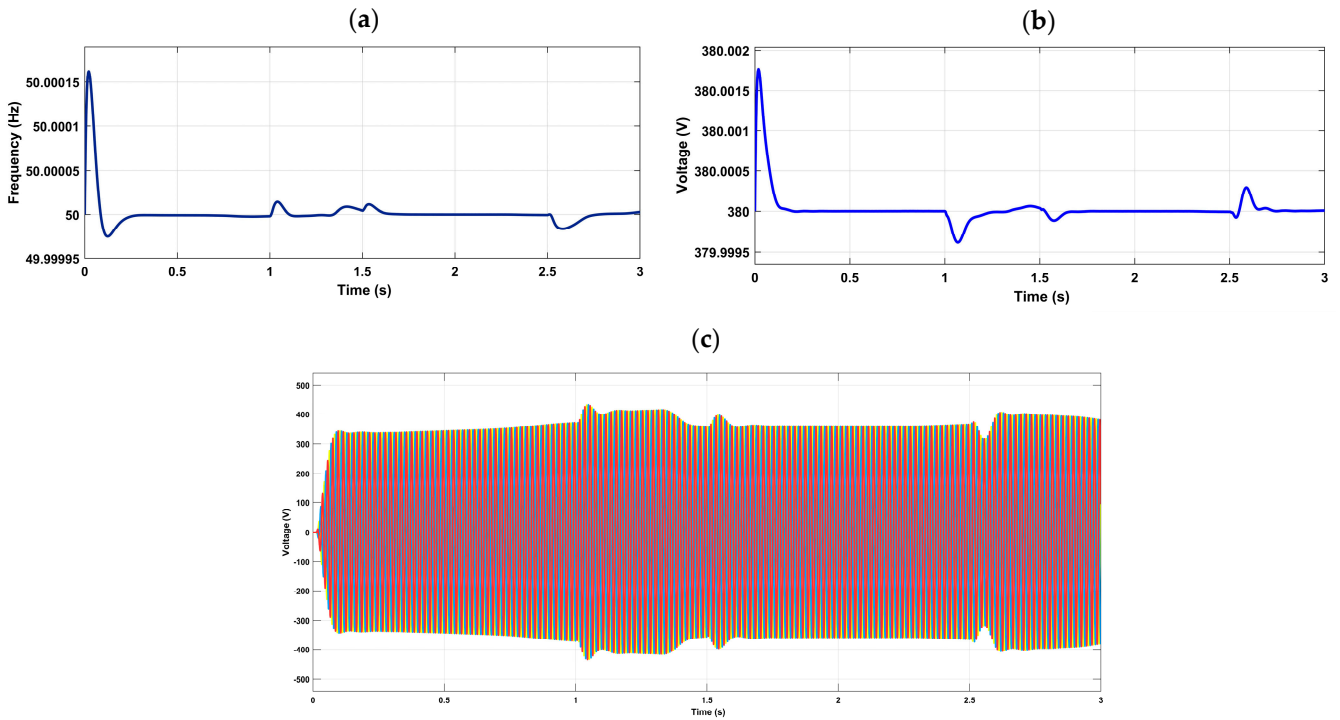 (a)
50.00015
50.0001
50.00005
50
49.99995
Frequency (Hz)
0 0.5 1 1.5 2 2.5 3
Time (s)
(b)
380.002
380.0015
380.001
380.0005
380
379.9995
Voltage (V)
0 0.5 1 1.5 2 2.5 3
Time (s)
(c)
500
400
300
200
100
0
-100
-200
-300
-400
-500
Voltage (V)
0 0.5 1 1.5 2 2.5 3
Time (s)